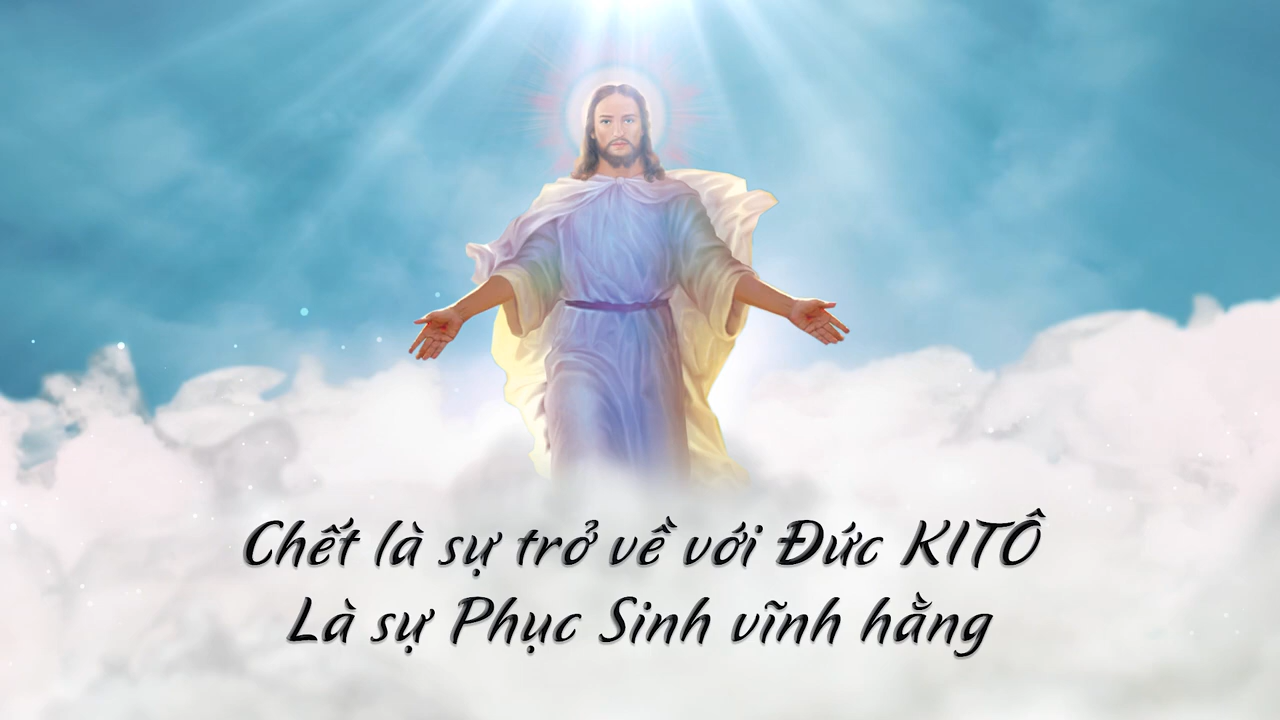 Chết là sự trở về với Đức KITÔ
Là sự Phục Sinh vĩnh hằng